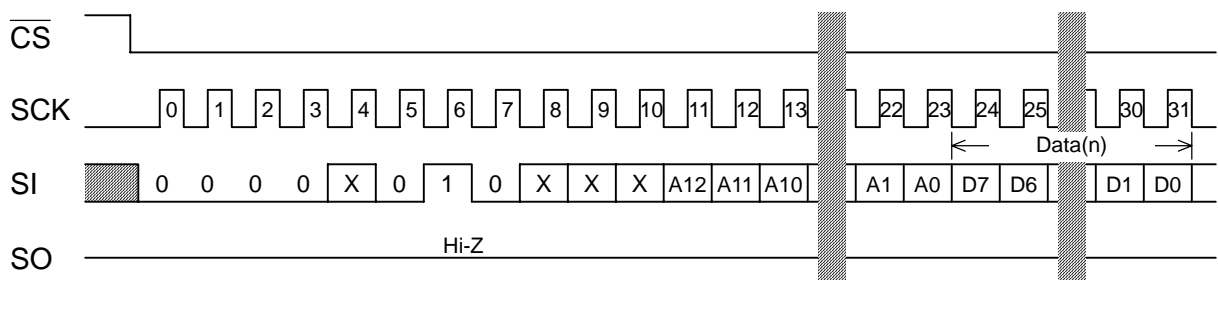 CS
SCK 0 1 2 3 4 5 6 7 8 9 10 11 12 13 22 23 24 25 30 31
Data(n)
SI 0 0 0 0 X 0 1 0 X X X A12 A11 A10 A1 A0 D7 D6 D1 D0
Hi-Z
SO